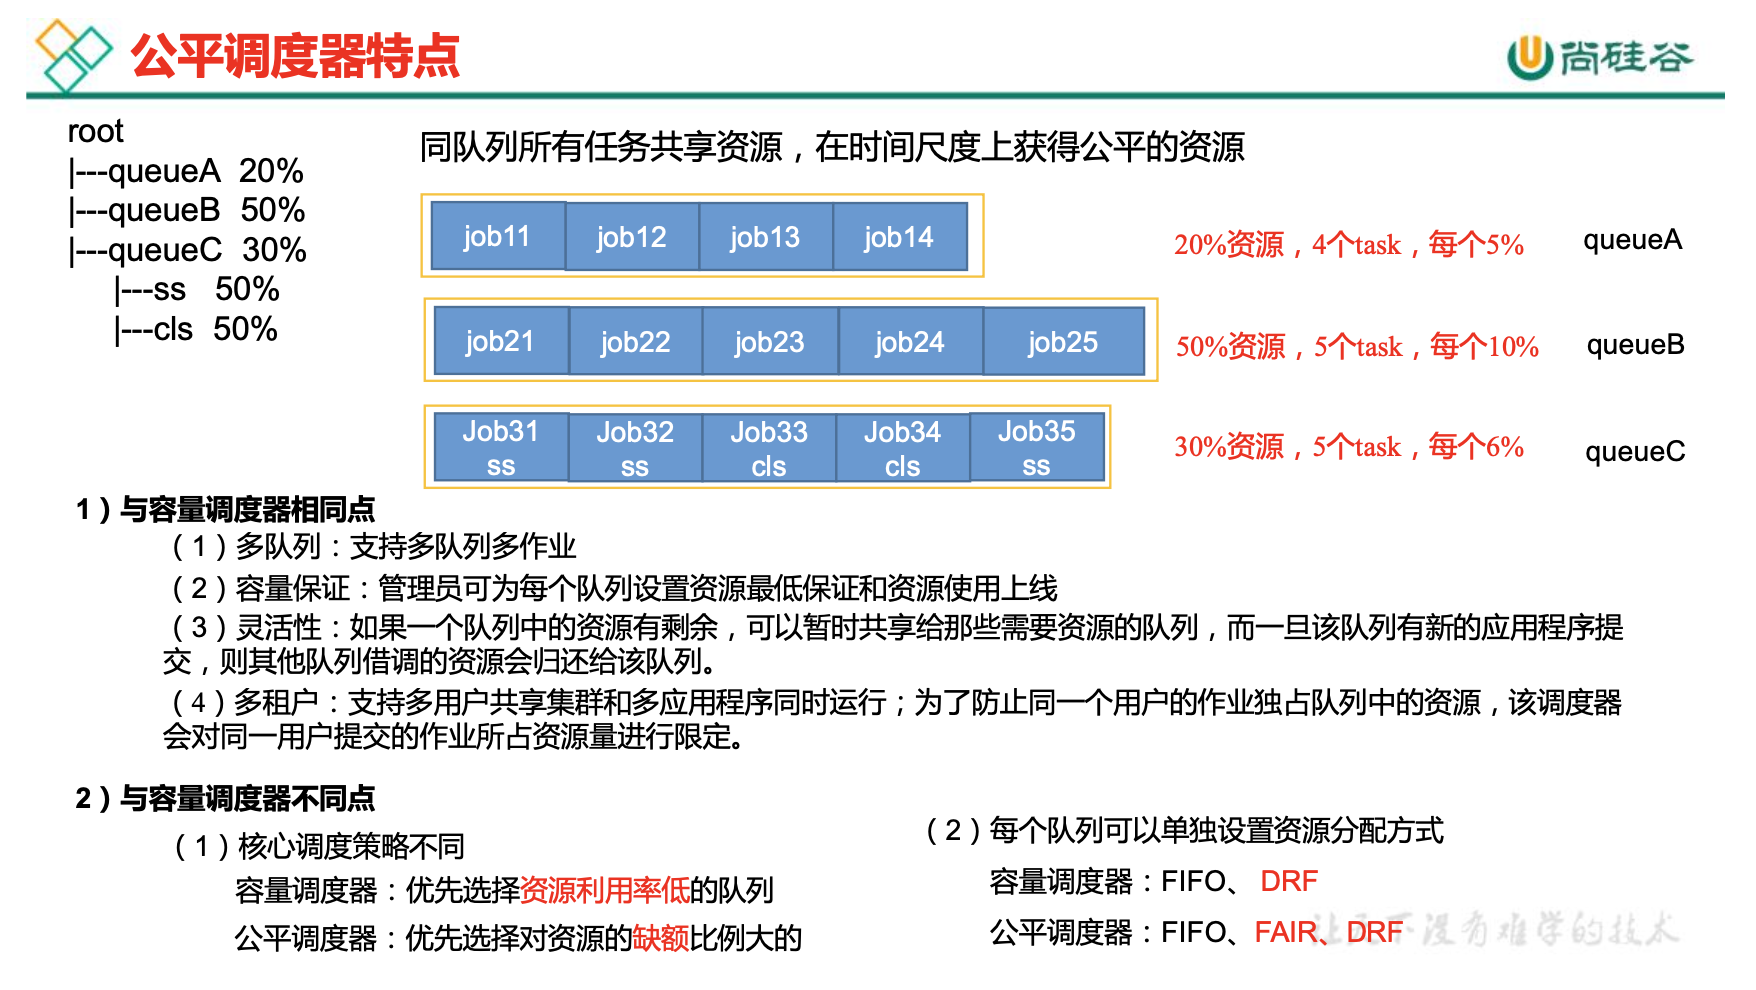 公平调度器特点
尚硅谷
root
|---queueA 20%
|---queueB 50%
|---queueC 30%
|---ss 50%
|---cls 50%
同队列所有任务共享资源，在时间尺度上获得公平的资源
job11 job12 job13 job14
20%资源，4个task，每个5%
queueA
job21 job22 job23 job24 job25
50%资源，5个task，每个10%
queueB
Job31 Job32 Job33 Job34 Job35
ss ss cls cls ss
30%资源，5个task，每个6%
queueC
1）与容量调度器相同点
（1）多队列：支持多队列多作业
（2）容量保证：管理员可为每个队列设置资源最低保证和资源使用上线
（3）灵活性：如果一个队列中的资源有剩余，可以暂时共享给那些需要资源的队列，而一旦该队列有新的应用程序提
交，则其他队列借调的资源会归还给该队列。
（4）多租户：支持多用户共享集群和多应用程序同时运行；为了防止同一个用户的作业独占队列中的资源，该调度器
会对同一用户提交的作业所占资源量进行限定。
2）与容量调度器不同点
（1）核心调度策略不同
容量调度器：优先选择资源利用率低的队列
公平调度器：优先选择对资源的缺额比例大的
（2）每个队列可以单独设置资源分配方式
容量调度器：FIFO、DRF
公平调度器：FIFO、FAIR、DRF
让天下没有难学的技术